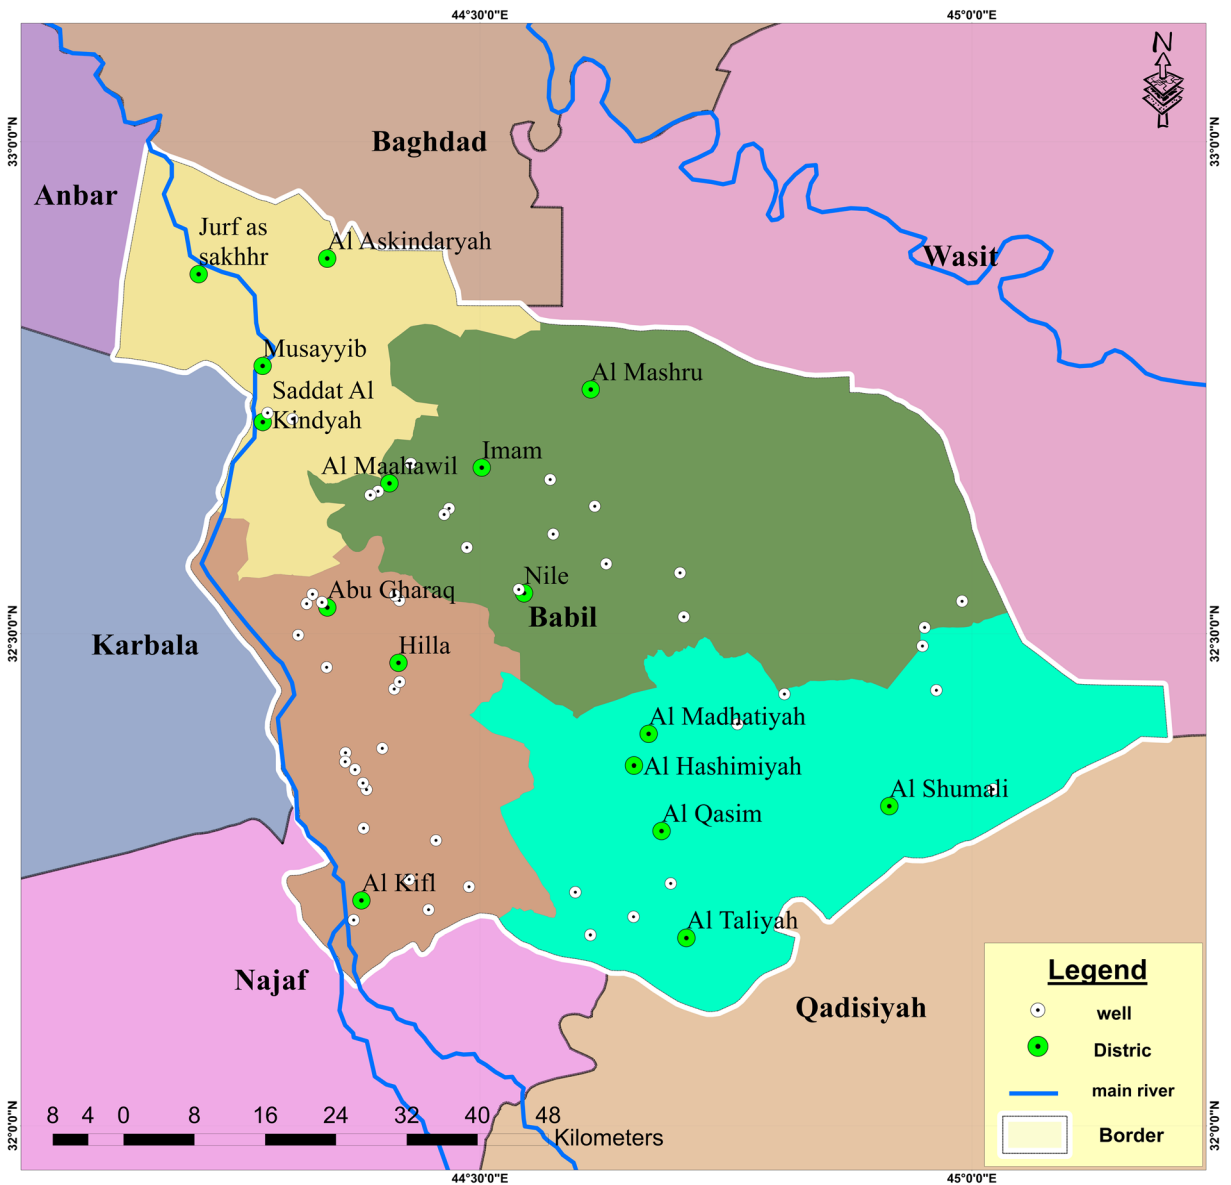 44°30'0"E
45°0'0"E
N
33°0'0"N
33°0'0"N
Baghdad
Anbar
Jurf as
sakhhr
Al Askindaryah
Wasit
Musayyib
Al Mashru
Saddat Al
Kindyah
Imam
Al Maahawil
Nile
Abu Gharaq
Babil
32°30'0"N
32°30'0"N
Karbala
Hilla
Al Madhatiyah
Al Hashimiyah
Al Shumali
Al Qasim
Al Kifl
Al Taliyah
Najaf
Qadisiyah
Legend
well
Distric
main river
Border
8 4 0 8 16 24 32 40 48
Kilometers
32°0'0"N
32°0'0"N
44°30'0"E
45°0'0"E